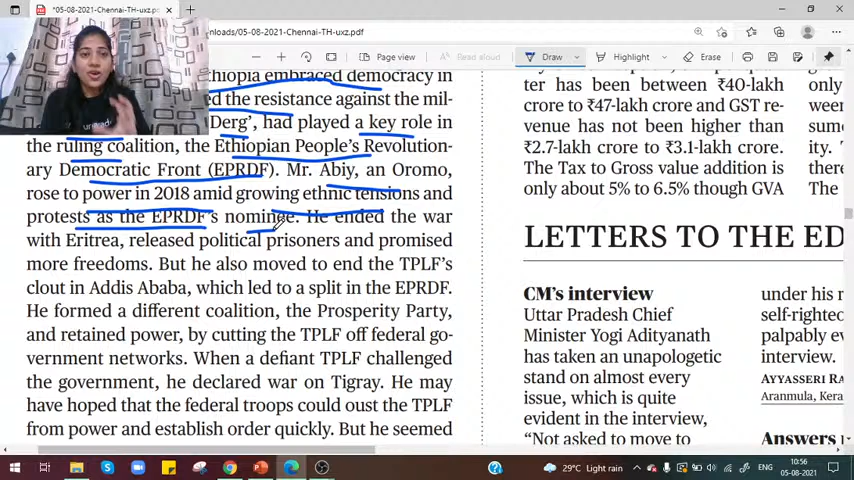 *05-08-2021-Chennai-TH-uxz.pdf
nloads/05-08-2021-Chennai-TH-uxz.pdf
Page view
Read aloud
Draw
Highlight
Erase
thiopia embraced democracy in
ed the resistance against the mil-
Derg’, had played a key role in
the ruling coalition, the Ethiopian People’s Revolution-
ary Democratic Front (EPRDF). Mr. Abiy, an Oromo,
rose to power in 2018 amid growing ethnic tensions and
protests as the EPRDF’s nominee. He ended the war
with Eritrea, released political prisoners and promised
more freedoms. But he also moved to end the TPLF’s
clout in Addis Ababa, which led to a split in the EPRDF.
He formed a different coalition, the Prosperity Party,
and retained power, by cutting the TPLF off federal go-
vernment networks. When a defiant TPLF challenged
the government, he declared war on Tigray. He may
have hoped that the federal troops could oust the TPLF
from power and establish order quickly. But he seemed
ter has been between ₹40-lakh
crore to ₹47-lakh crore and GST re-
venue has not been higher than
₹2.7-lakh crore to ₹3.1-lakh crore.
The Tax to Gross value addition is
only about 5% to 6.5% though GVA
only
ween
sumo
ity. T
there
The
LETTERS TO THE ED
CM’s interview
Uttar Pradesh Chief
Minister Yogi Adityanath
has taken an unapologetic
stand on almost every
issue, which is quite
evident in the interview,
“Not asked to move to
under his r
self-righteo
palpably ev
interview.
AYYASSERI RA
Aranmula, Kera
Answers
29°C Light rain
ENG
10:56
05-08-2021